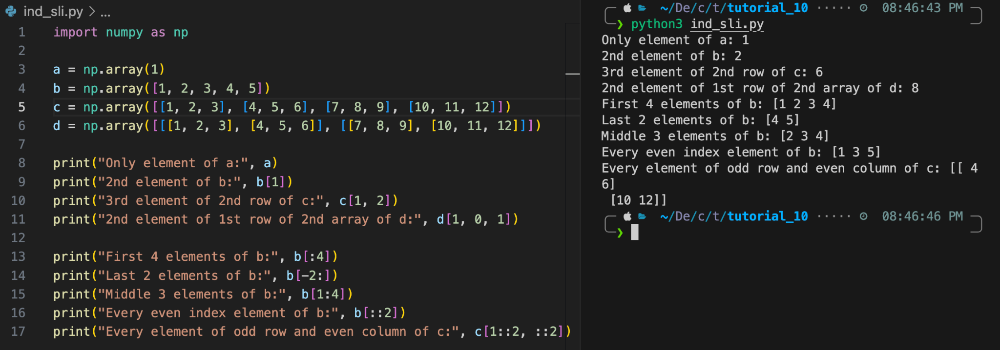 ind_sli.py > ...
1 import numpy as np
2
3 a = np.array(1)
4 b = np.array([1, 2, 3, 4, 5])
5 c = np.array([[1, 2, 3], [4, 5, 6], [7, 8, 9], [10, 11, 12]])
6 d = np.array([[[1, 2, 3], [4, 5, 6]], [[7, 8, 9], [10, 11, 12]]])
7
8 print("Only element of a:", a)
9 print("2nd element of b:", b[1])
10 print("3rd element of 2nd row of c:", c[1, 2])
11 print("2nd element of 1st row of 2nd array of d:", d[1, 0, 1])
12
13 print("First 4 elements of b:", b[:4])
14 print("Last 2 elements of b:", b[-2:])
15 print("Middle 3 elements of b:", b[1:4])
16 print("Every even index element of b:", b[::2])
17 print("Every element of odd row and even column of c:", c[1::2, ::2])
~/De/c/t/tutorial_10 ····· 08:46:43 PM
❯ python3 ind_sli.py
Only element of a: 1
2nd element of b: 2
3rd element of 2nd row of c: 6
2nd element of 1st row of 2nd array of d: 8
First 4 elements of b: [1 2 3 4]
Last 2 elements of b: [4 5]
Middle 3 elements of b: [2 3 4]
Every even index element of b: [1 3 5]
Every element of odd row and even column of c: [[ 4
6]
 [10 12]]
~/De/c/t/tutorial_10 ····· 08:46:46 PM
❯